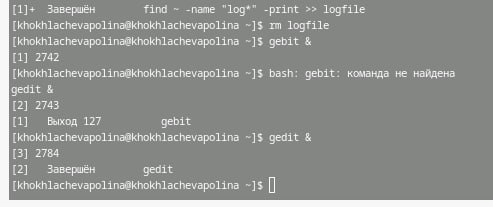 [1]+  Завершён        find ~ -name "log*" -print >> logfile
[khokhlachevapolina@khokhlachevapolina ~]$ rm logfile
[khokhlachevapolina@khokhlachevapolina ~]$ gebit &
[1] 2742
[khokhlachevapolina@khokhlachevapolina ~]$ bash: gebit: команда не найдена
gedit &
[2] 2743
[1]   Выход 127          gebit
[khokhlachevapolina@khokhlachevapolina ~]$ gedit &
[3] 2784
[2]   Завершён        gedit
[khokhlachevapolina@khokhlachevapolina ~]$